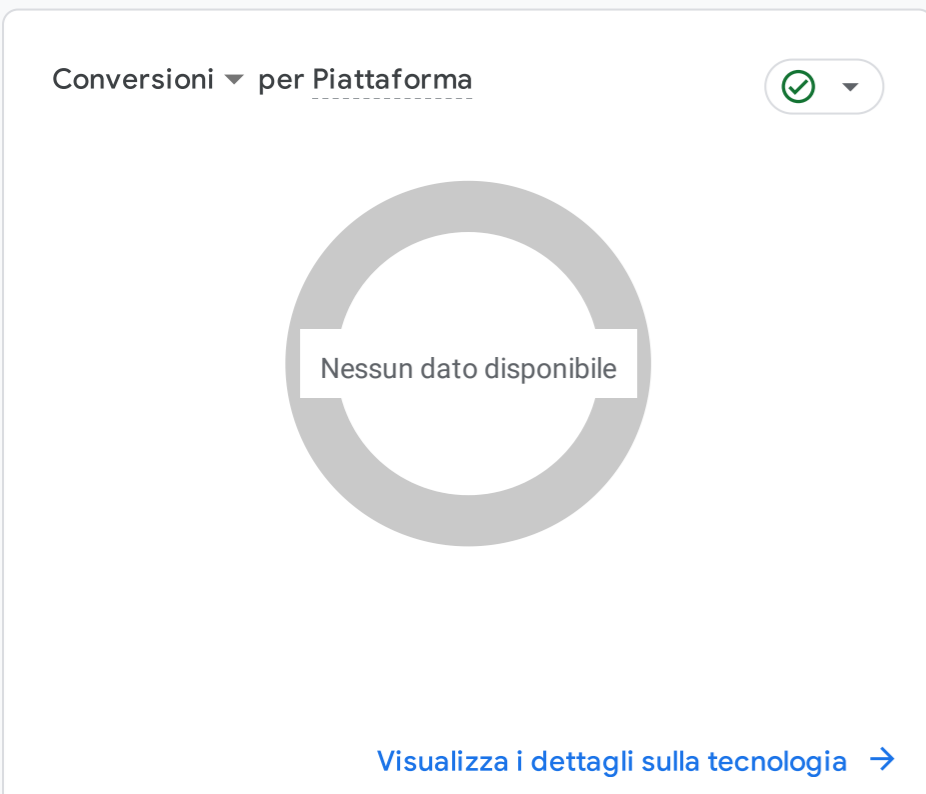 Conversioni per Piattaforma
Nessun dato disponibile
Visualizza i dettagli sulla tecnologia